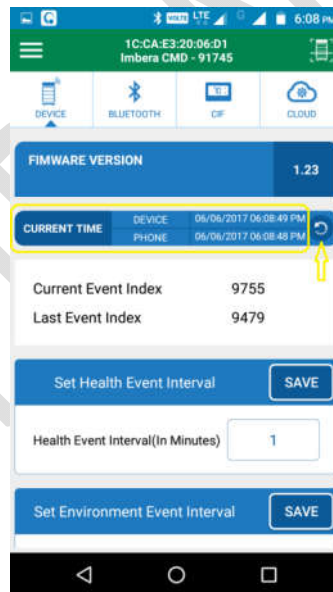 VOLTE LTE 6:08 PM
1C:CA:E3:20:06:D1
Imbera CMD - 91745
DEVICE BLUETOOTH CIF CLOUD
FIMWARE VERSION 1.23
CURRENT TIME
DEVICE 06/06/2017 06:08:49 PM
PHONE 06/06/2017 06:08:48 PM
Current Event Index 9755
Last Event Index 9479
Set Health Event Interval SAVE
Health Event Interval(In Minutes) 1
Set Environment Event Interval SAVE